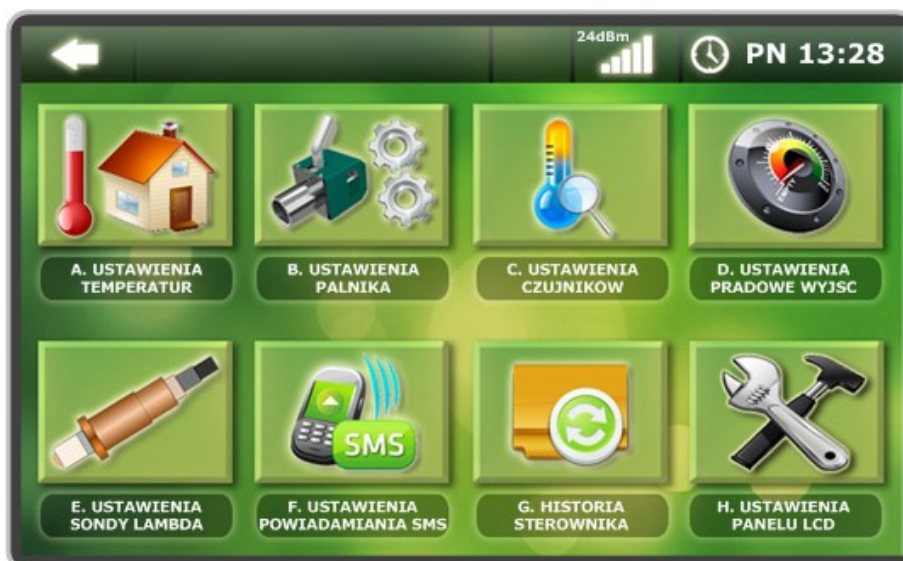 24dBm
PN 13:28
A. USTAWIENIA
TEMPERATUR
B. USTAWIENIA
PALNIKA
C. USTAWIENIA
CZUJNIKOW
D. USTAWIENIA
PRADOWE WYJSC
E. USTAWIENIA
SONDY LAMBDA
F. USTAWIENIA
POWIADAMIANIA SMS
SMS
G. HISTORIA
STEROWNIKA
H. USTAWIENIA
PANELU LCD